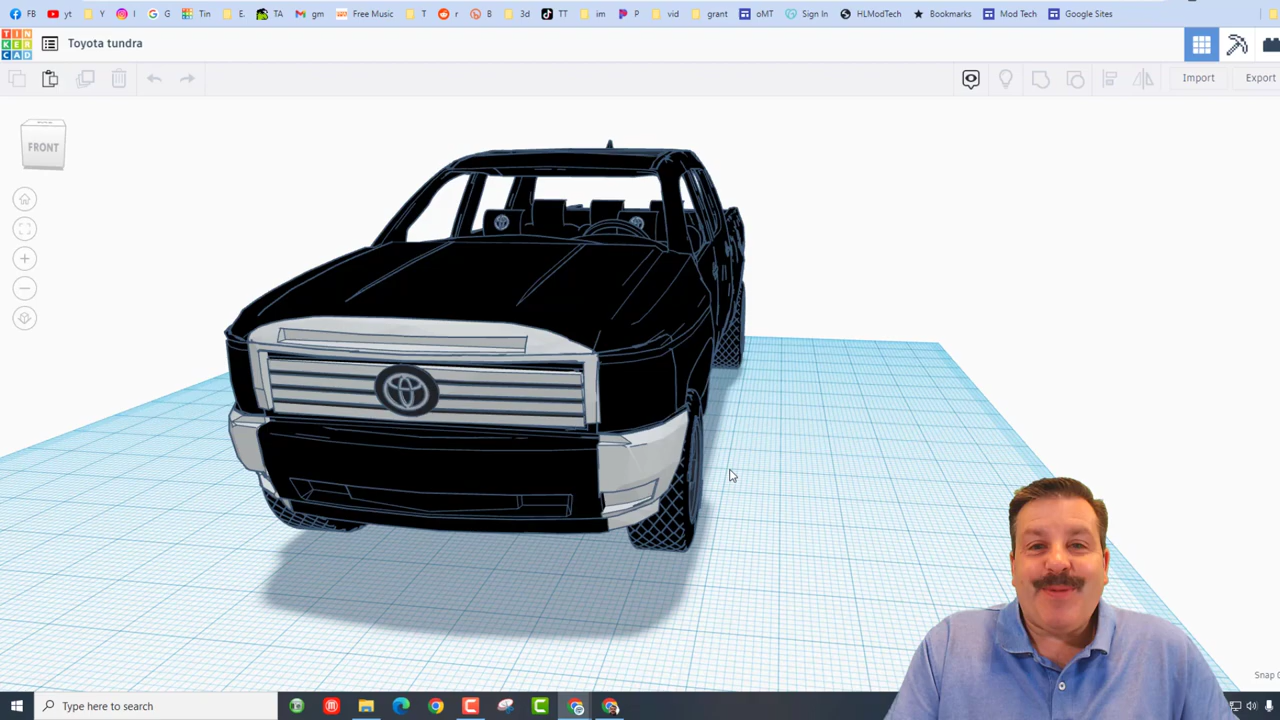 FB
Y
I
G
Tin
E.
TA
gm
Free Music
T
r
B
3d
TT
im
P
vid
grant
oMT
Sign In
HLModTech
Bookmarks
Mod Tech
Google Sites
TIN
KER
CAD
Toyota tundra
Import
Export
FRONT
Snap G
Type here to search